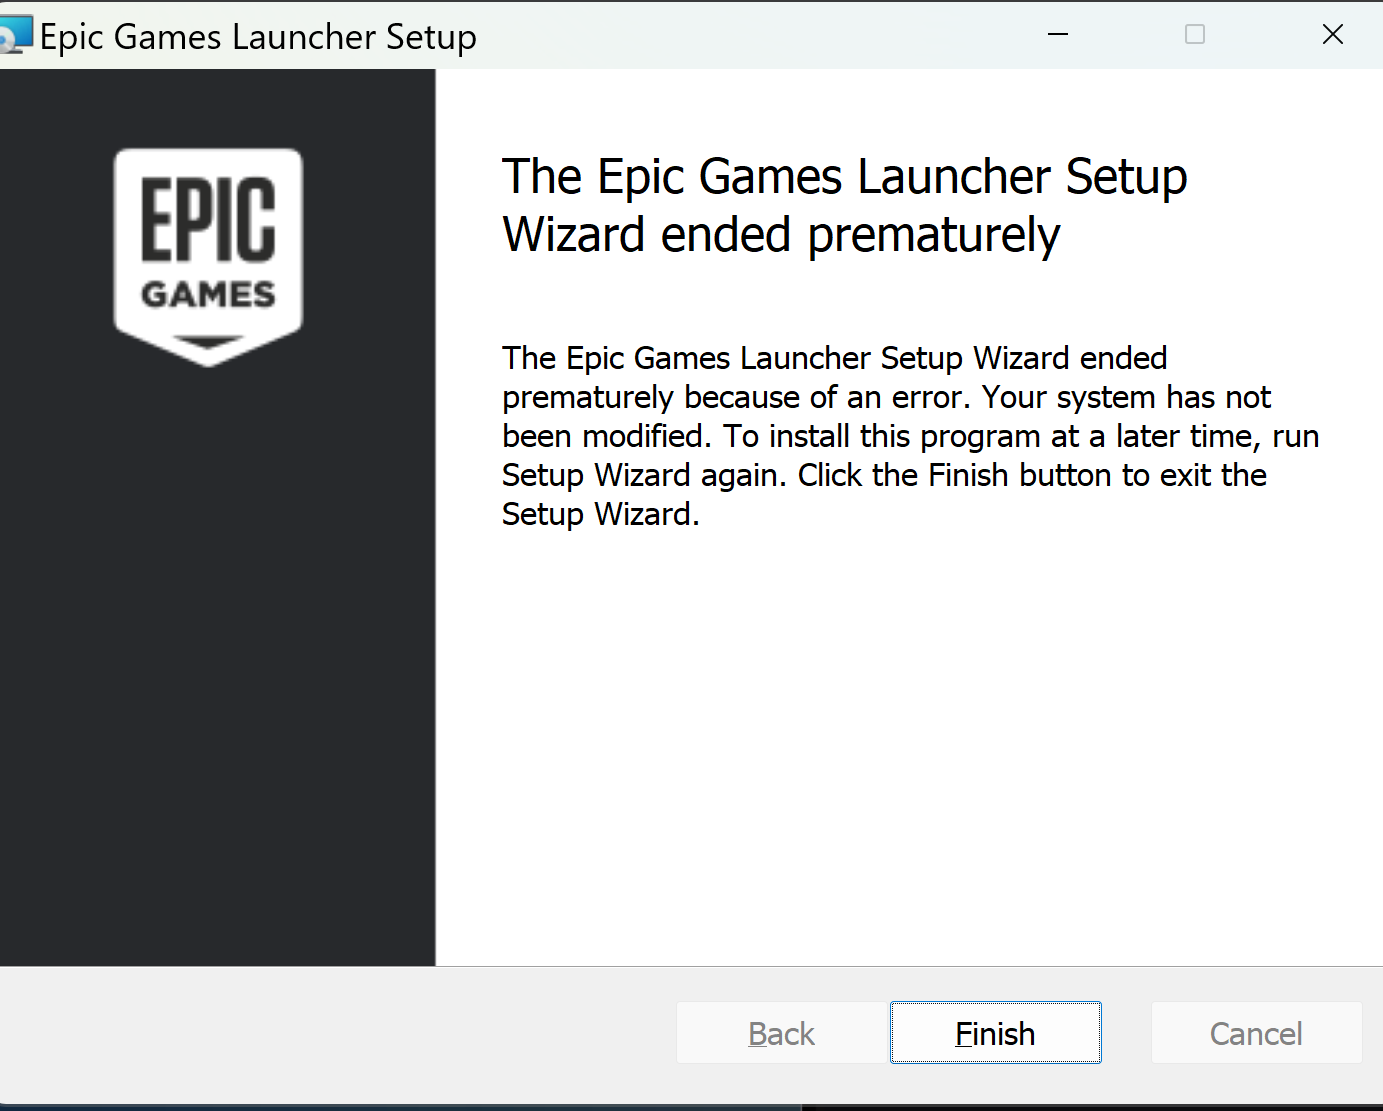 Epic Games Launcher Setup
EPIC
GAMES
The Epic Games Launcher Setup
Wizard ended prematurely
The Epic Games Launcher Setup Wizard ended
prematurely because of an error. Your system has not
been modified. To install this program at a later time, run
Setup Wizard again. Click the Finish button to exit the
Setup Wizard.
Back
Finish
Cancel